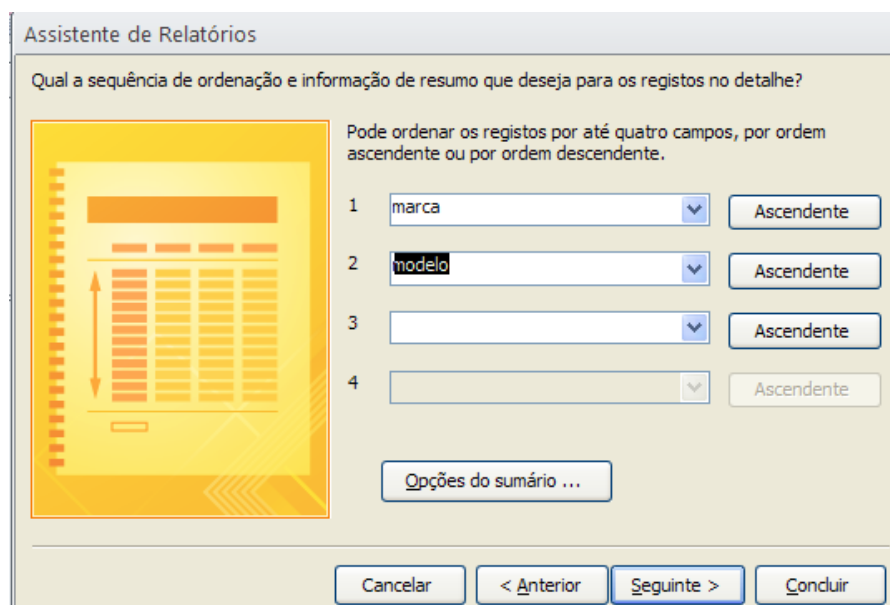 Assistente de Relatórios
Qual a sequência de ordenação e informação de resumo que deseja para os registos no detalhe?
Pode ordenar os registos por até quatro campos, por ordem
ascendente ou por ordem descendente.
1 marca Ascendente
2 modelo Ascendente
3 Ascendente
4 Ascendente
Opções do sumário ...
Cancelar < Anterior Seguinte > Concluir